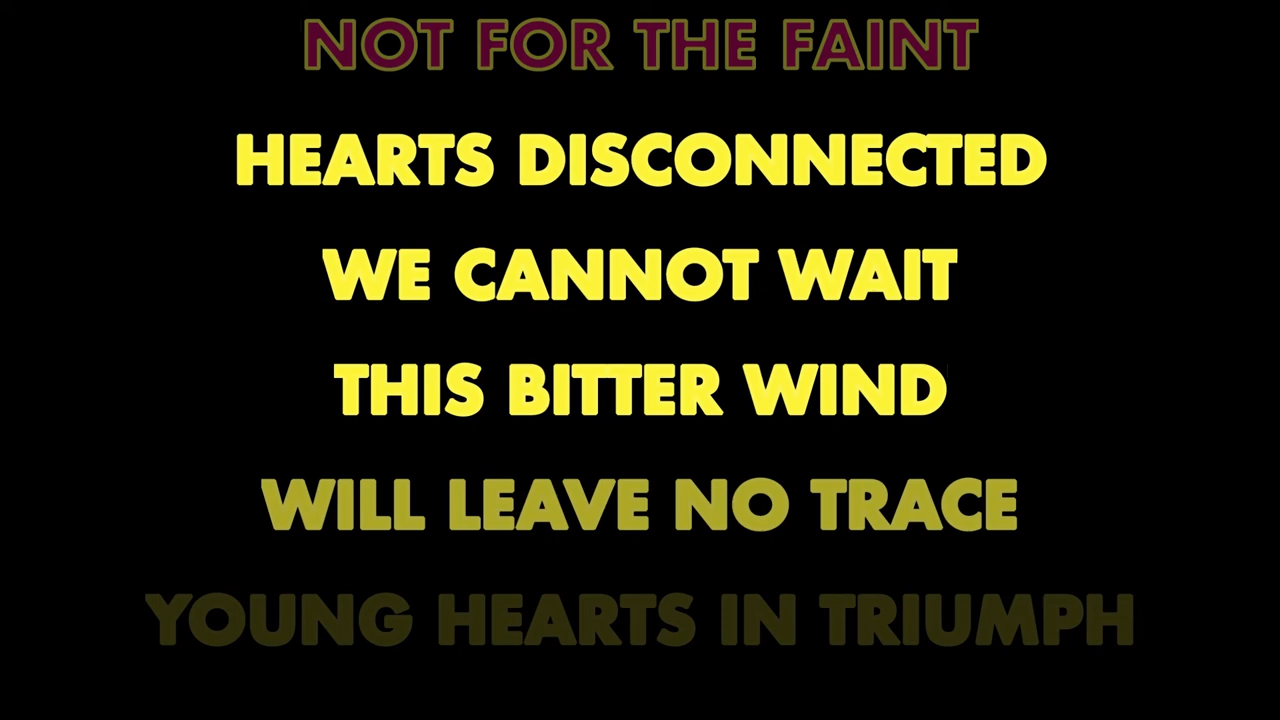 NOT FOR THE FAINT
HEARTS DISCONNECTED
WE CANNOT WAIT
THIS BITTER WIND
WILL LEAVE NO TRACE
YOUNG HEARTS IN TRIUMPH